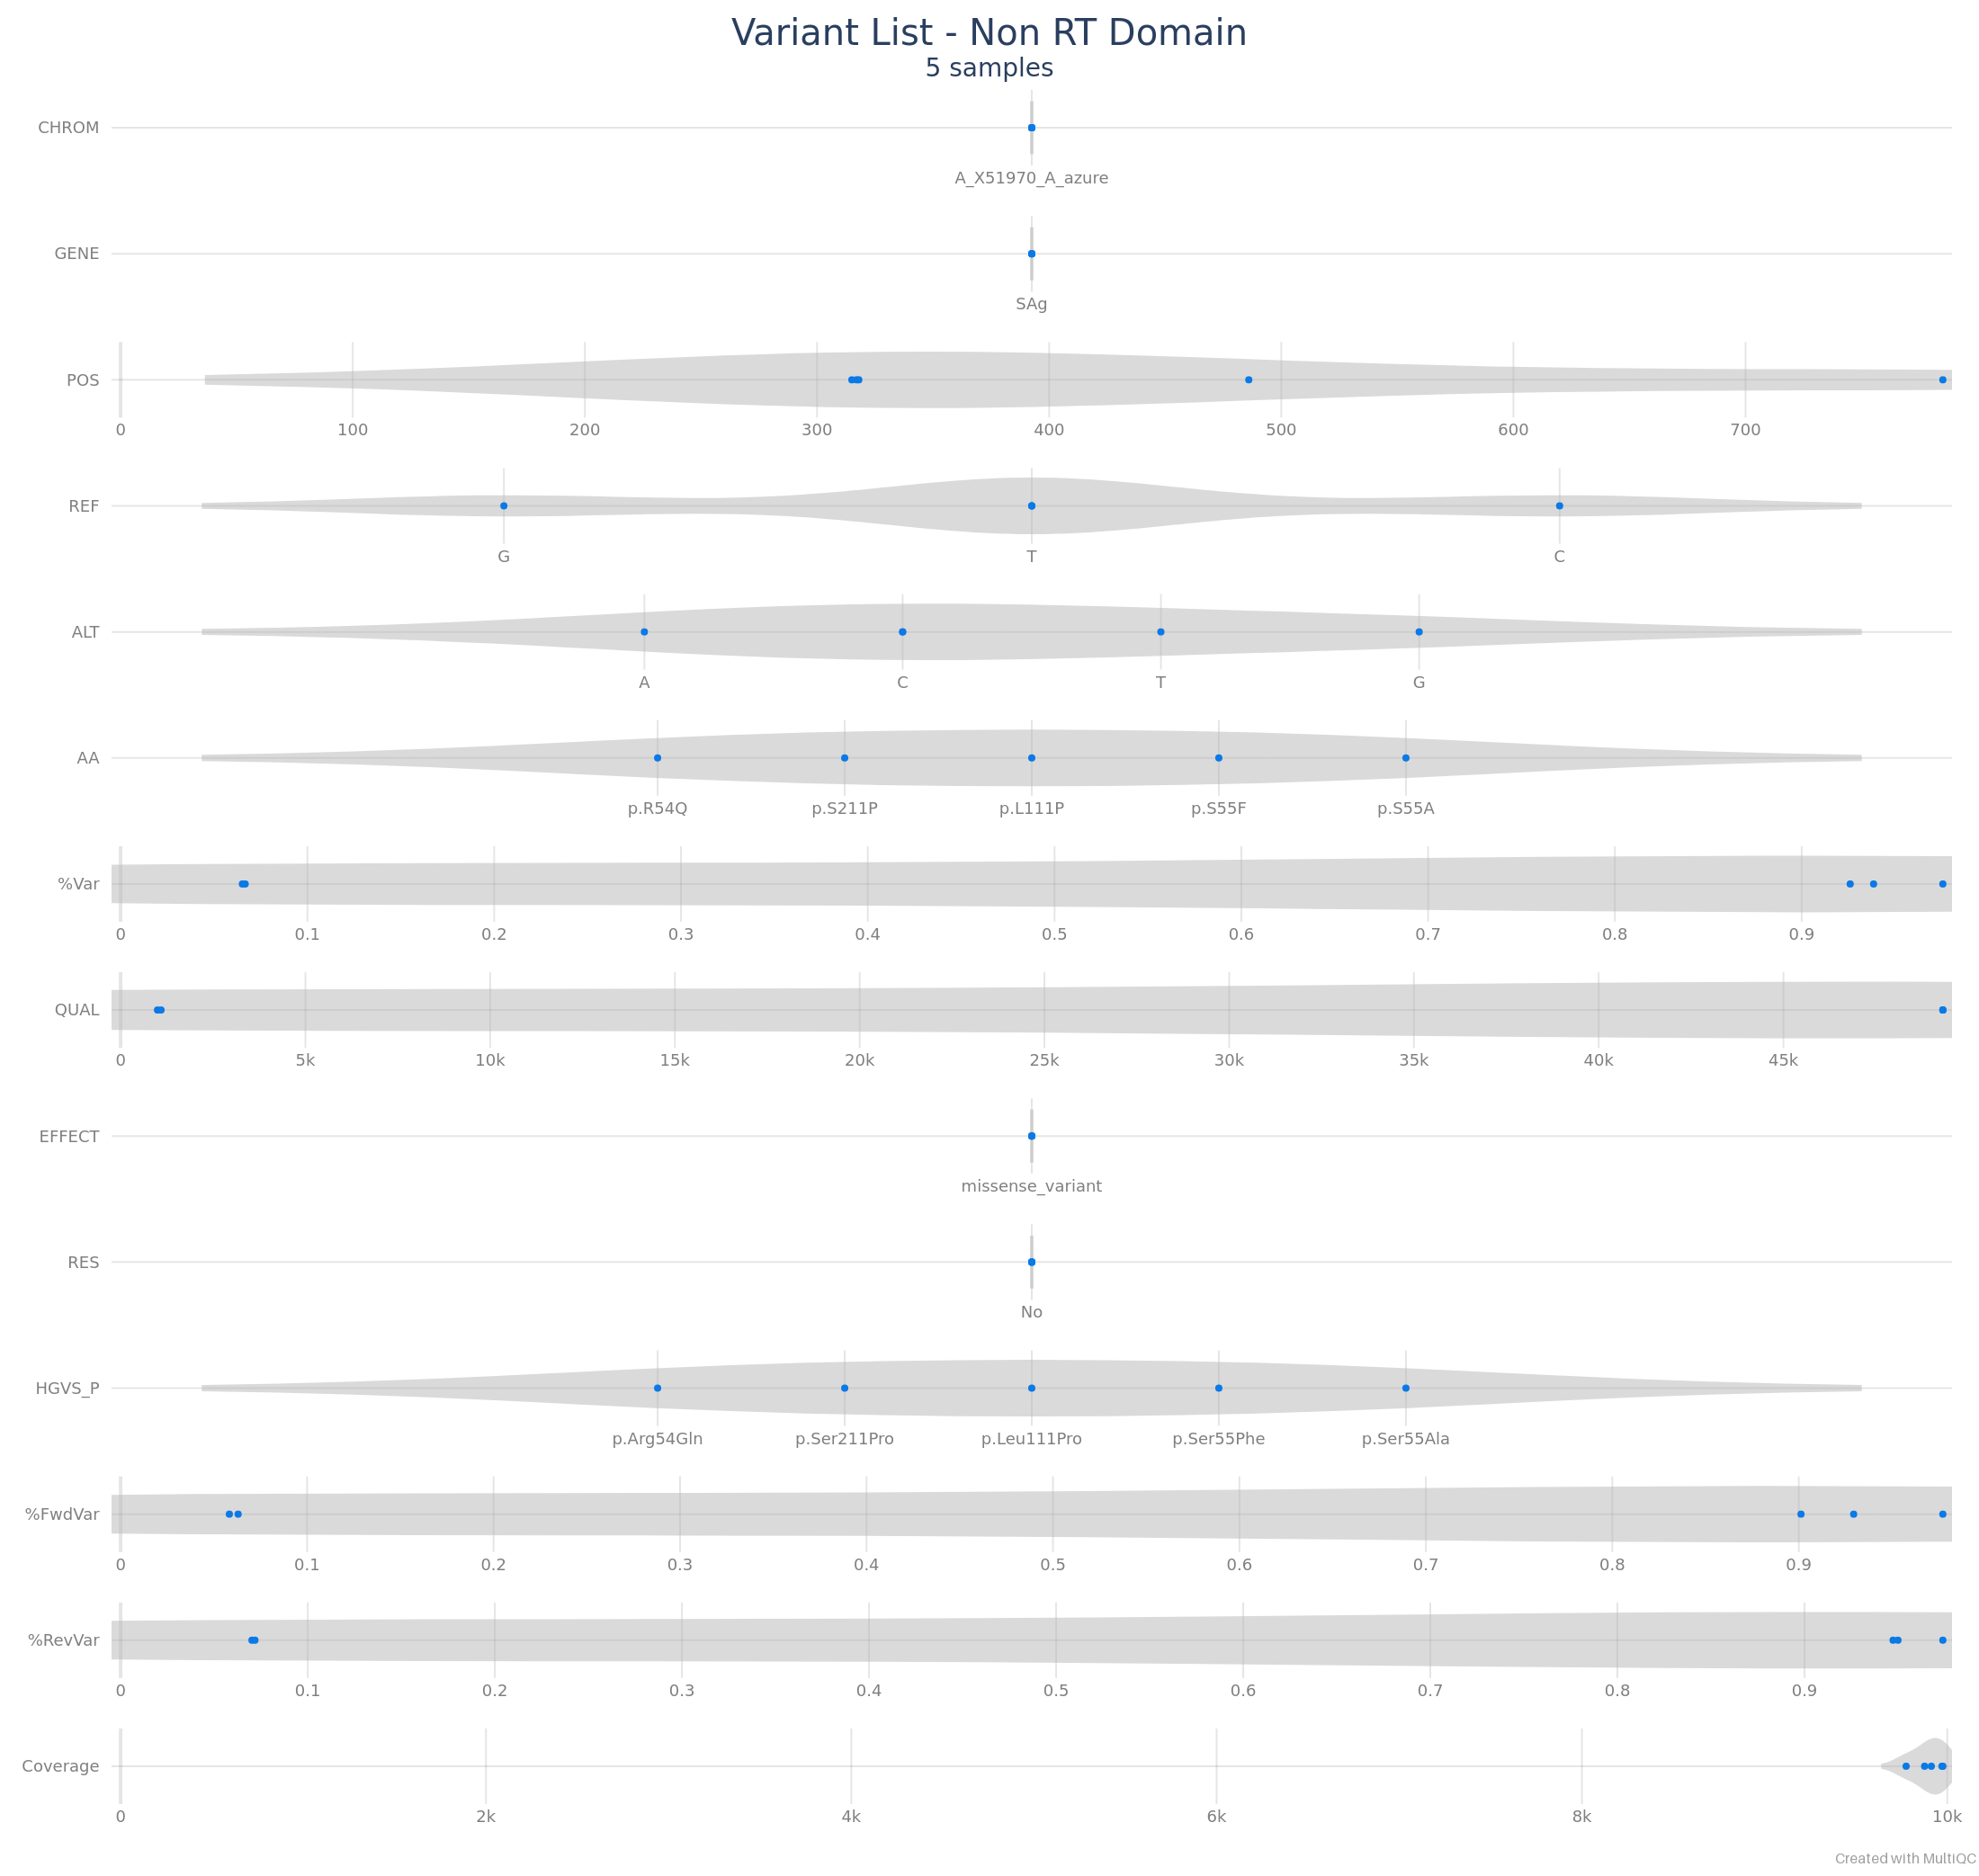 Variant List - Non RT Domain
5 samples
CHROM
A_X51970_A_azure
GENE
SAg
POS
0 100 200 300 400 500 600 700
REF
G T C
ALT
A C T G
AA
p.R54Q p.S211P p.L111P p.S55F p.S55A
%Var
0 0.1 0.2 0.3 0.4 0.5 0.6 0.7 0.8 0.9
QUAL
0 5k 10k 15k 20k 25k 30k 35k 40k 45k
EFFECT
missense_variant
RES
No
HGVS_P
p.Arg54Gln p.Ser211Pro p.Leu111Pro p.Ser55Phe p.Ser55Ala
%FwdVar
0 0.1 0.2 0.3 0.4 0.5 0.6 0.7 0.8 0.9
%RevVar
0 0.1 0.2 0.3 0.4 0.5 0.6 0.7 0.8 0.9
Coverage
0 2k 4k 6k 8k 10k
Created with MultiQC